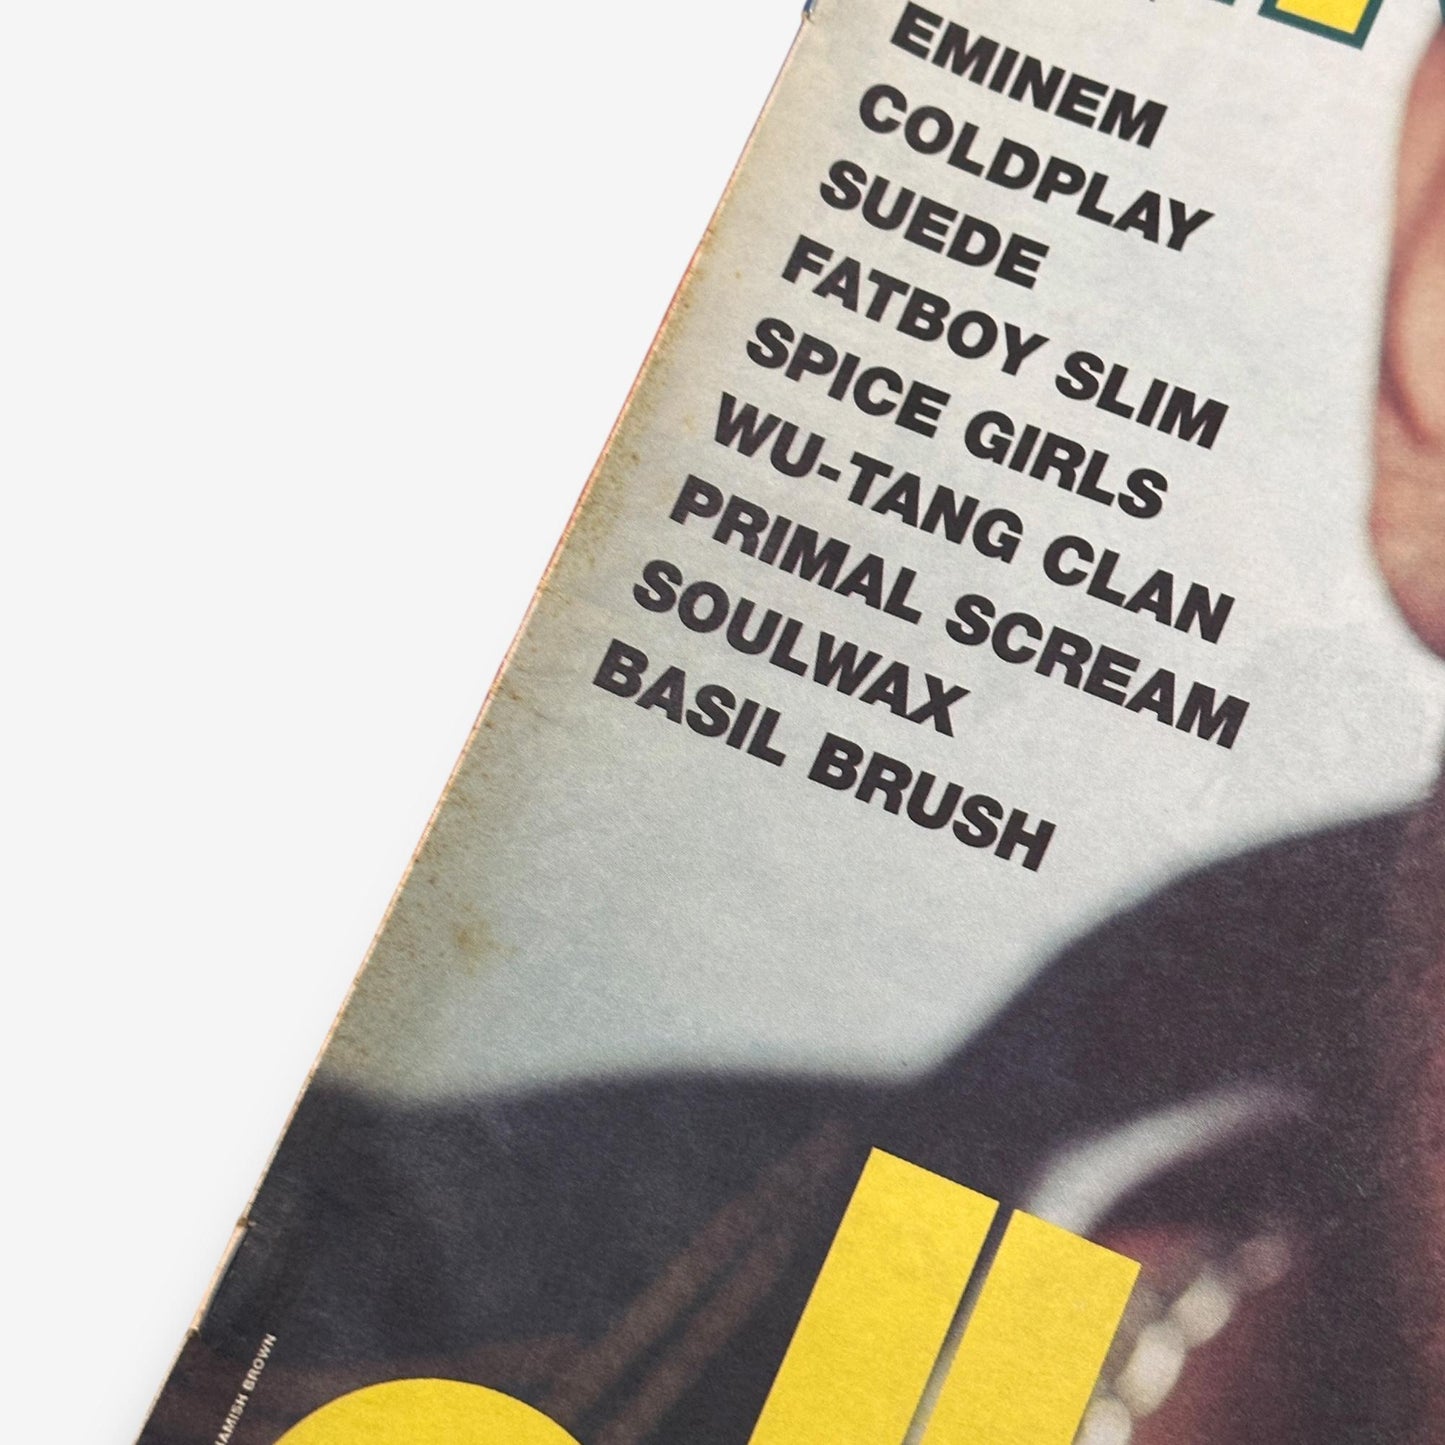 EMINEM
COLDPLAY
SUEDE
FATBOY SLIM
SPICE GIRLS
WU-TANG CLAN
PRIMAL SCREAM
SOULWAX
BASIL BRUSH
HAMISH BROWN